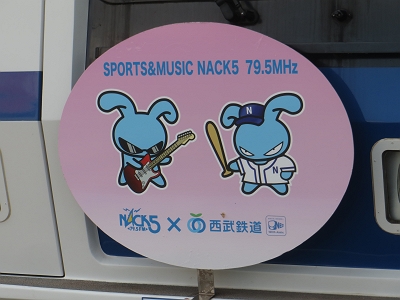 SPORTS&MUSIC NACK5 79.5MHz
N
N
NACK5 × 西武鉄道